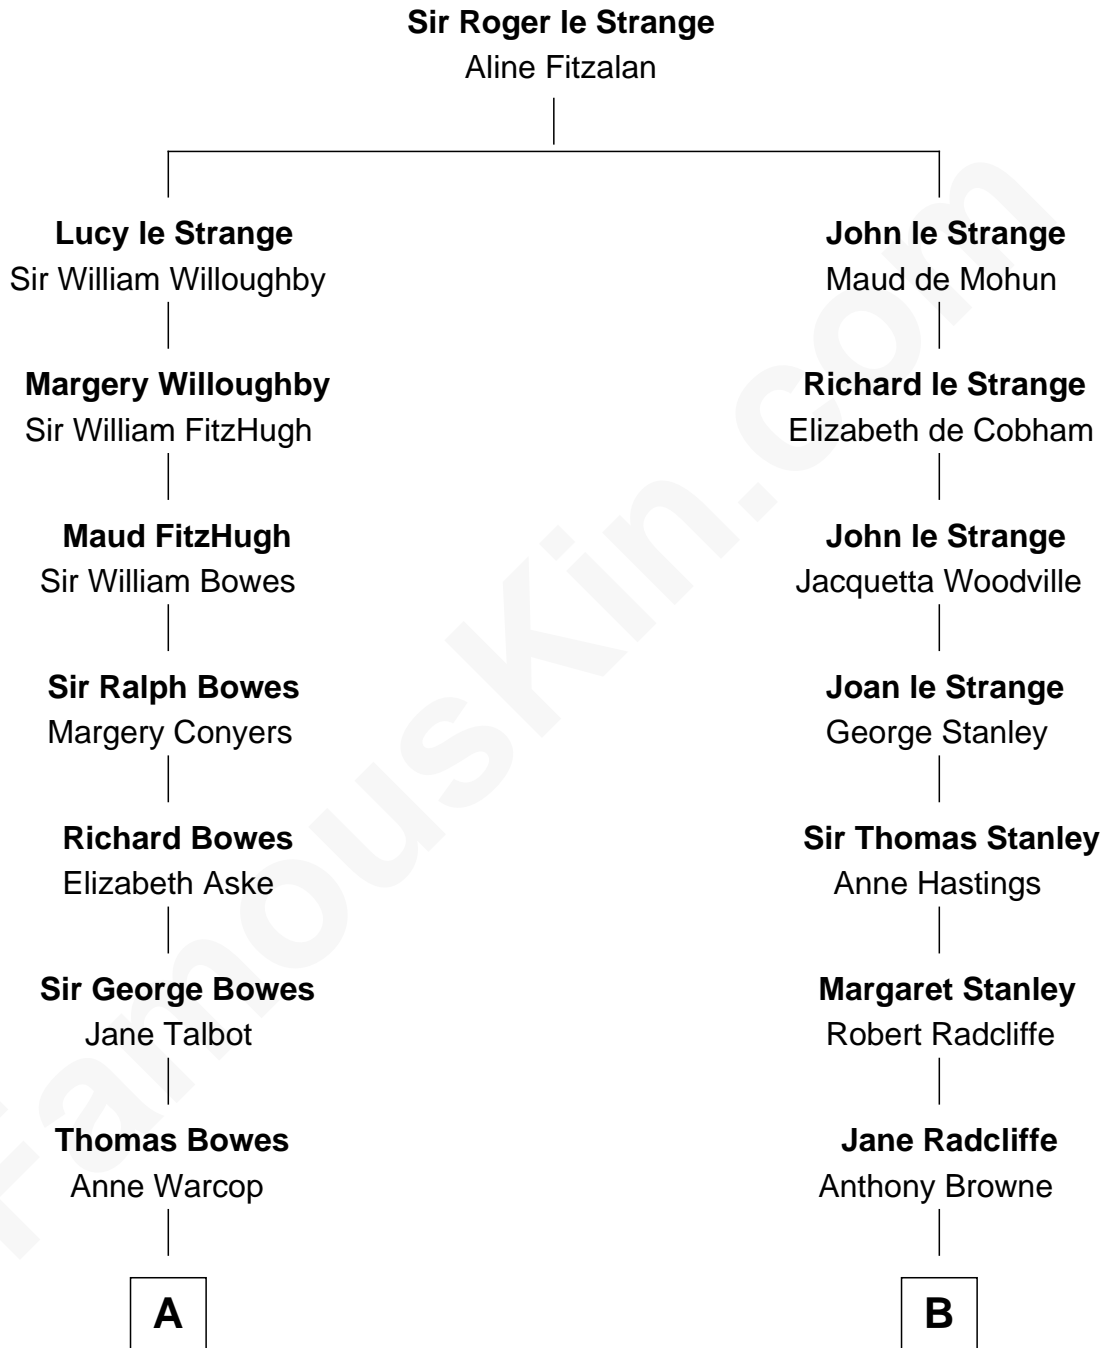 Sir Roger le Strange
Aline Fitzalan
Lucy le Strange
Sir William Willoughby
John le Strange
Maud de Mohun
Margery Willoughby
Sir William FitzHugh
Richard le Strange
Elizabeth de Cobham
Maud FitzHugh
Sir William Bowes
John le Strange
Jacquetta Woodville
Sir Ralph Bowes
Margery Conyers
Joan le Strange
George Stanley
Richard Bowes
Elizabeth Aske
Sir Thomas Stanley
Anne Hastings
Sir George Bowes
Jane Talbot
Margaret Stanley
Robert Radcliffe
Thomas Bowes
Anne Warcop
Jane Radcliffe
Anthony Browne
A
B
FamousKin.com